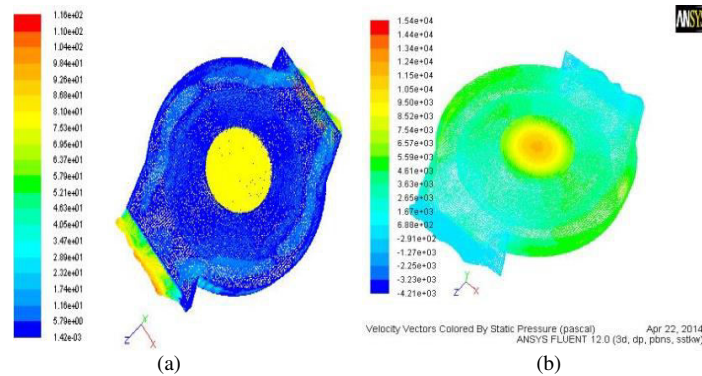 1.16e+02
1.10e+02
1.04e+02
9.84e+01
9.26e+01
8.68e+01
8.10e+01
7.53e+01
6.95e+01
6.37e+01
5.79e+01
5.21e+01
4.63e+01
4.05e+01
3.47e+01
2.89e+01
2.32e+01
1.74e+01
1.16e+01
5.79e+00
1.42e-03
Y
Z X
(a)
ANSYS
1.54e+04
1.44e+04
1.34e+04
1.24e+04
1.15e+04
1.05e+04
9.50e+03
8.52e+03
7.54e+03
6.57e+03
5.59e+03
4.61e+03
3.63e+03
2.65e+03
1.67e+03
6.88e+02
-2.91e+02
-1.27e+03
-2.25e+03
-3.23e+03
-4.21e+03
Y
Z X
Velocity Vectors Colored By Static Pressure (pascal)
Apr 22, 2014
ANSYS FLUENT 12.0 (3d, dp, pbns, sstkw)
(b)